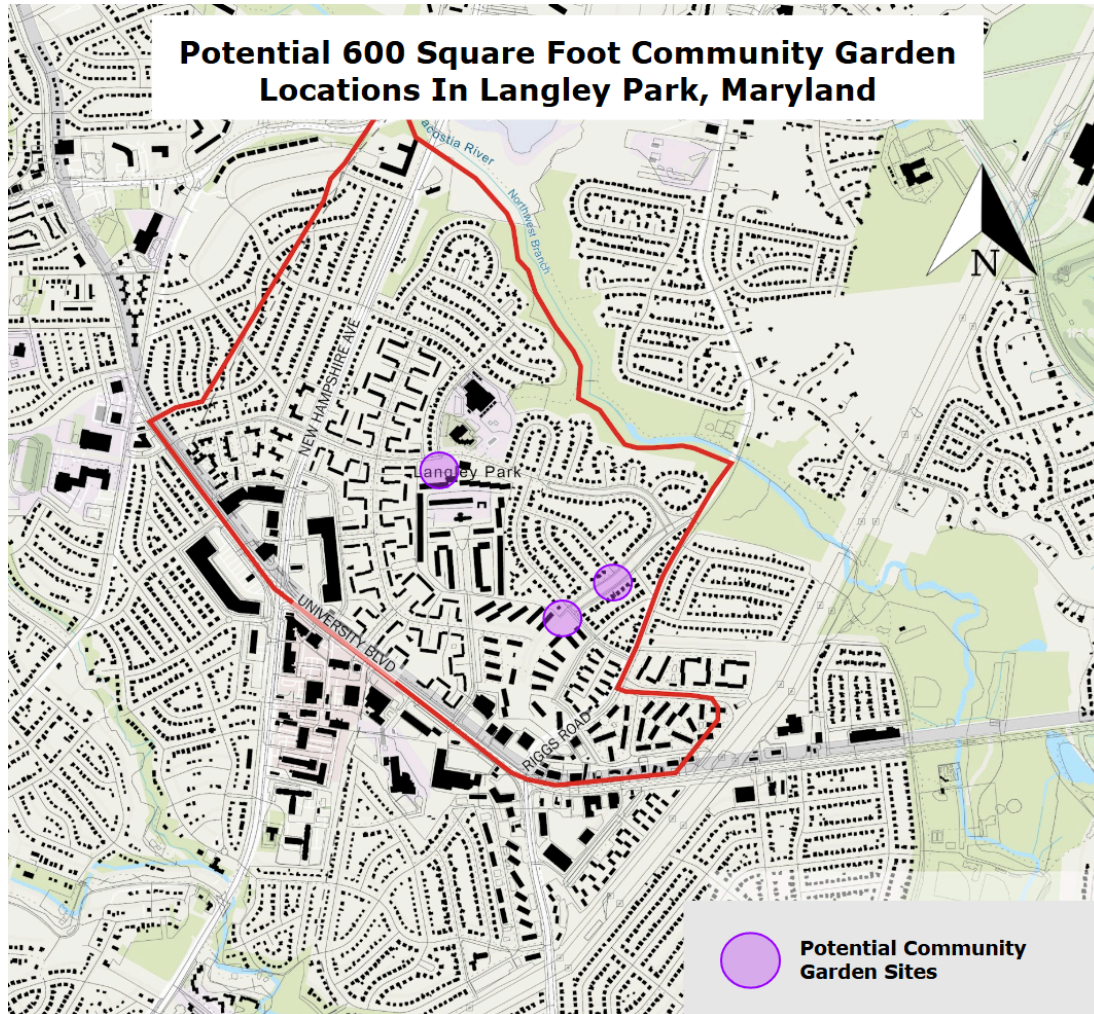 Potential 600 Square Foot Community Garden
Locations In Langley Park, Maryland
River
Northwest Branch
N
NEW HAMPSHIRE AVE
Langley Park
UNIVERSITY BLVD
RIGGS ROAD
Potential Community
Garden Sites